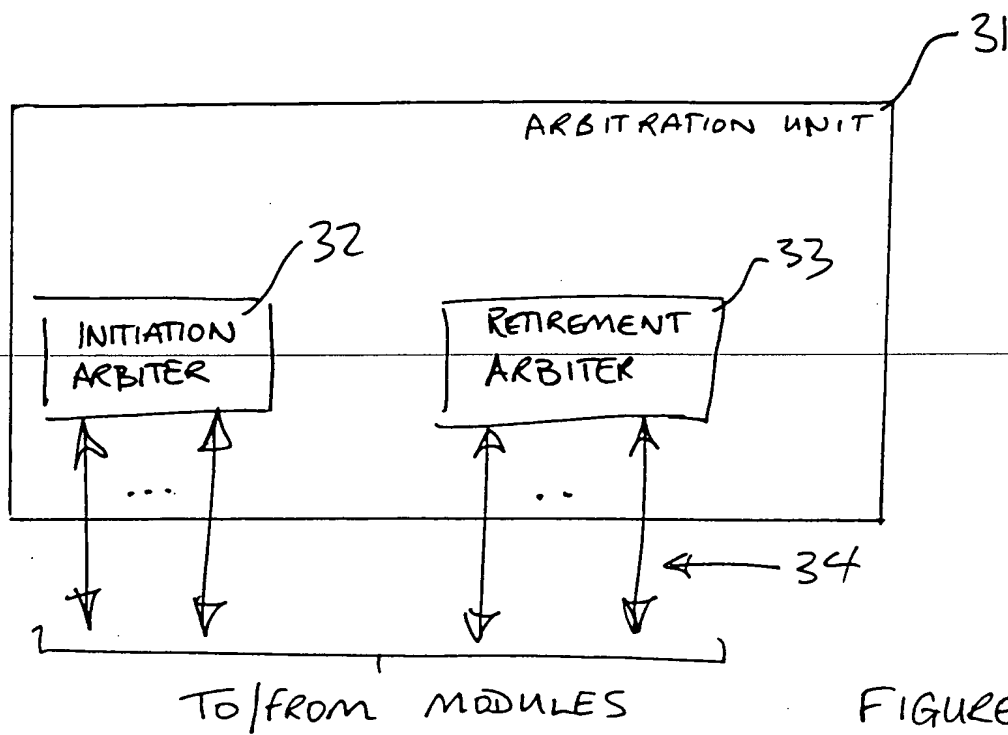 31
ARBITRATION UNIT
32
33
INITIATION
ARBITER
RETIREMENT
ARBITER
...
..
34
TO/FROM MODULES
FIGURE